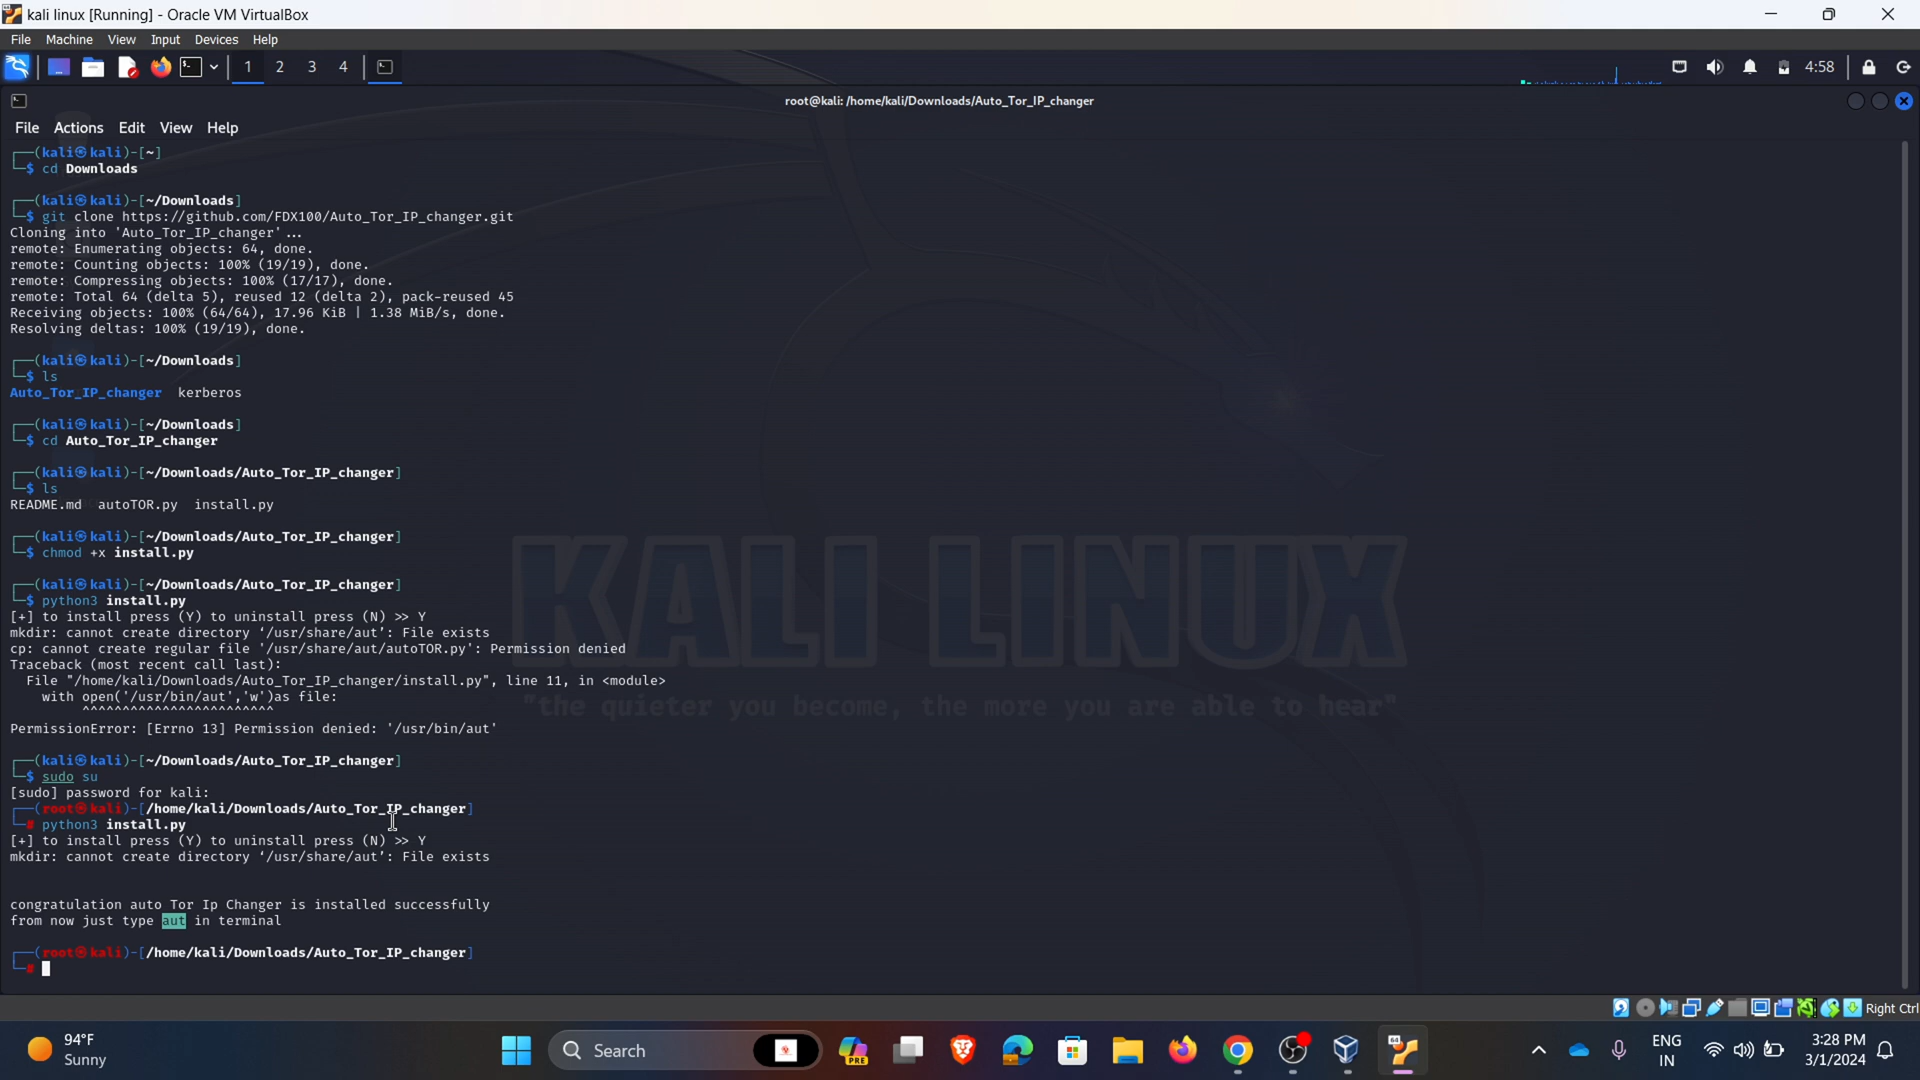 kali linux [Running] - Oracle VM VirtualBox
File Machine View Input Devices Help
1 2 3 4
4:58
root@kali: /home/kali/Downloads/Auto_Tor_IP_changer
File Actions Edit View Help
┌──(kali㉿kali)-[~]
└─$ cd Downloads
┌──(kali㉿kali)-[~/Downloads]
└─$ git clone https://github.com/FDX100/Auto_Tor_IP_changer.git
Cloning into 'Auto_Tor_IP_changer'...
remote: Enumerating objects: 64, done.
remote: Counting objects: 100% (19/19), done.
remote: Compressing objects: 100% (17/17), done.
remote: Total 64 (delta 5), reused 12 (delta 2), pack-reused 45
Receiving objects: 100% (64/64), 17.96 KiB | 1.38 MiB/s, done.
Resolving deltas: 100% (19/19), done.
┌──(kali㉿kali)-[~/Downloads]
└─$ ls
Auto_Tor_IP_changer  kerberos
┌──(kali㉿kali)-[~/Downloads]
└─$ cd Auto_Tor_IP_changer
┌──(kali㉿kali)-[~/Downloads/Auto_Tor_IP_changer]
└─$ ls
README.md  autoTOR.py  install.py
┌──(kali㉿kali)-[~/Downloads/Auto_Tor_IP_changer]
└─$ chmod +x install.py
┌──(kali㉿kali)-[~/Downloads/Auto_Tor_IP_changer]
└─$ python3 install.py
[+] to install press (Y) to uninstall press (N) >> Y
mkdir: cannot create directory ‘/usr/share/aut’: File exists
cp: cannot create regular file '/usr/share/aut/autoTOR.py': Permission denied
Traceback (most recent call last):
  File "/home/kali/Downloads/Auto_Tor_IP_changer/install.py", line 11, in <module>
    with open('/usr/bin/aut','w')as file:
         ^^^^^^^^^^^^^^^^^^^^^^^^
PermissionError: [Errno 13] Permission denied: '/usr/bin/aut'
┌──(kali㉿kali)-[~/Downloads/Auto_Tor_IP_changer]
└─$ sudo su
[sudo] password for kali:
┌──(root㉿kali)-[/home/kali/Downloads/Auto_Tor_IP_changer]
└─# python3 install.py
[+] to install press (Y) to uninstall press (N) >> Y
mkdir: cannot create directory ‘/usr/share/aut’: File exists
congratulation auto Tor Ip Changer is installed successfully
from now just type aut in terminal
┌──(root㉿kali)-[/home/kali/Downloads/Auto_Tor_IP_changer]
└─#
KALI LINUX
"the quieter you become, the more you are able to hear"
Right Ctrl
94°F
Sunny
Search
PRE
64
ENG
IN
3:28 PM
3/1/2024